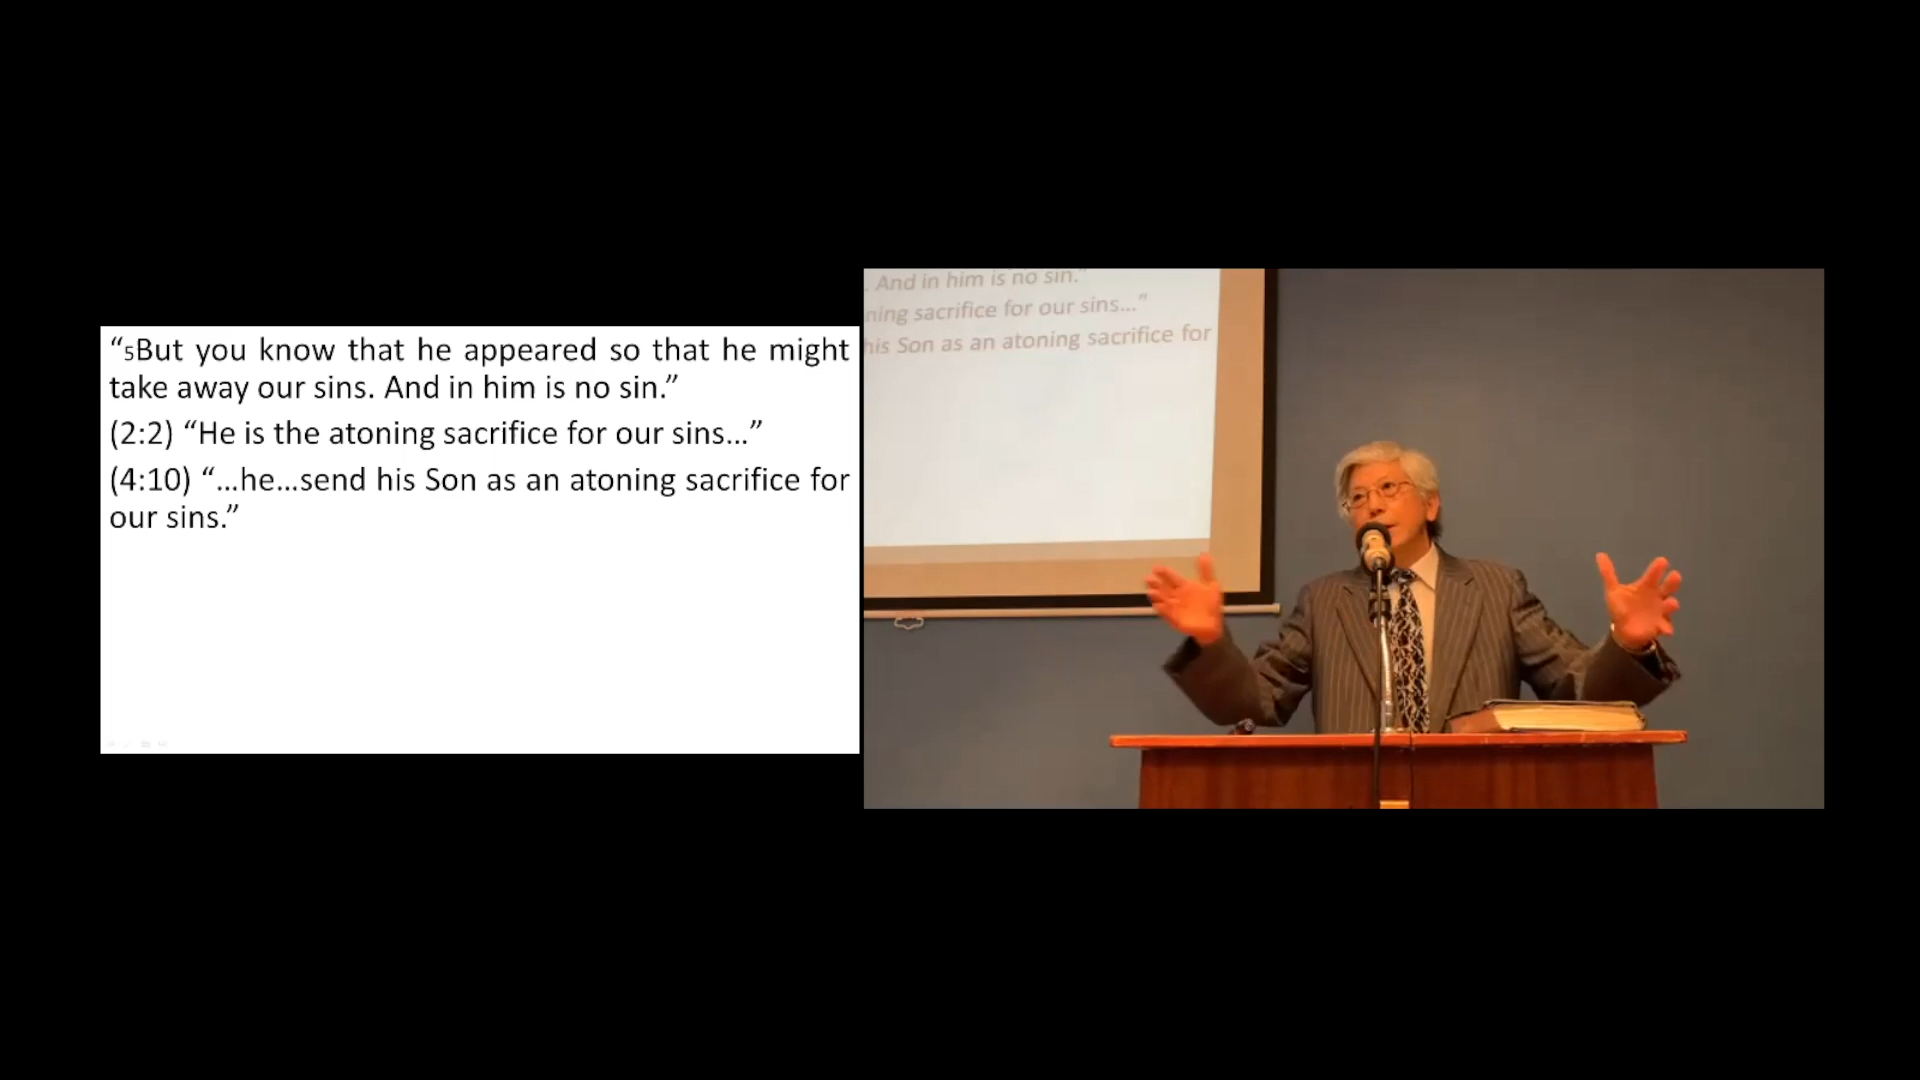 “5But you know that he appeared so that he might
take away our sins. And in him is no sin.”
(2:2) “He is the atoning sacrifice for our sins...”
(4:10) “...he...send his Son as an atoning sacrifice for
our sins.”
. And in him is no sin.”
ning sacrifice for our sins...”
his Son as an atoning sacrifice for